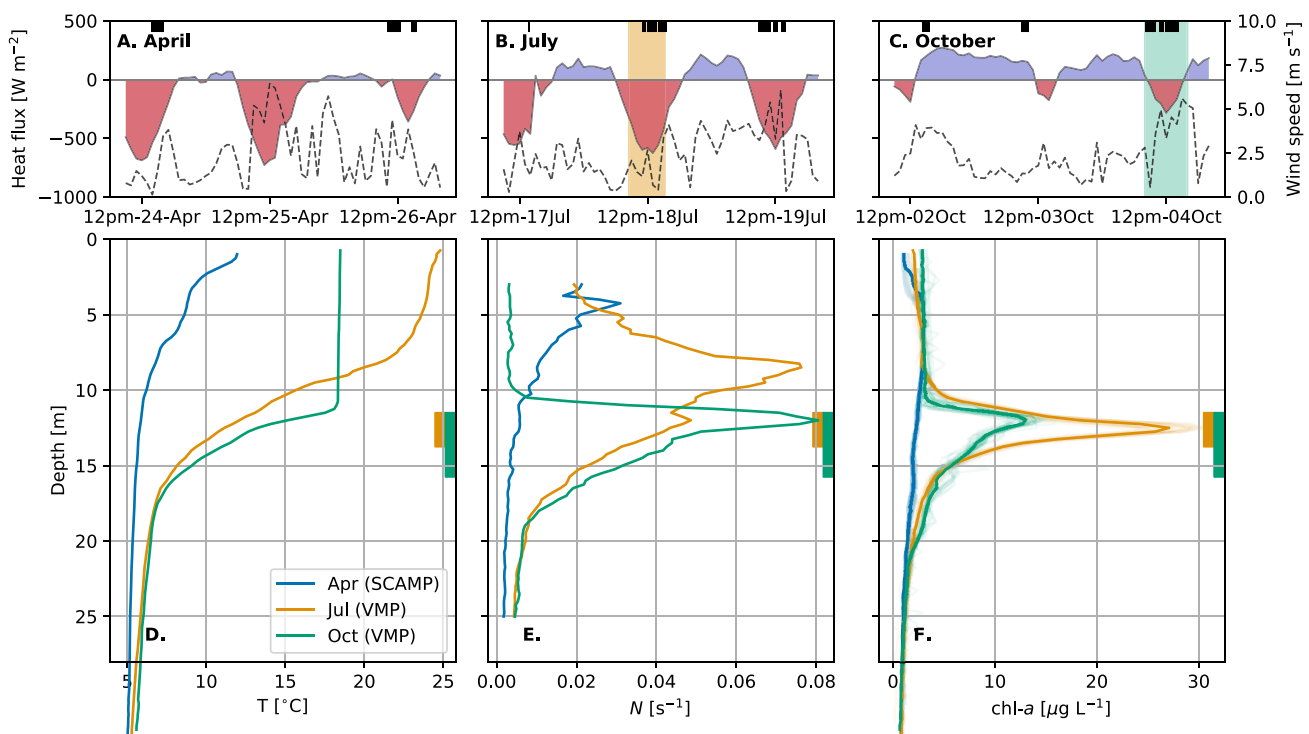 A. April
B. July
C. October
500
0
−500
−1000
Heat flux [W m−2]
10.0
7.5
5.0
2.5
0.0
Wind speed [m s−1]
12pm-24-Apr
12pm-25-Apr
12pm-26-Apr
12pm-17Jul
12pm-18Jul
12pm-19Jul
12pm-02Oct
12pm-03Oct
12pm-04Oct
0
5
10
15
20
25
Depth [m]
Apr (SCAMP)
Jul (VMP)
Oct (VMP)
D.
E.
F.
5
10
15
20
25
T [°C]
0.00
0.02
0.04
0.06
0.08
N [s−1]
0
10
20
30
chl-a [μg L−1]